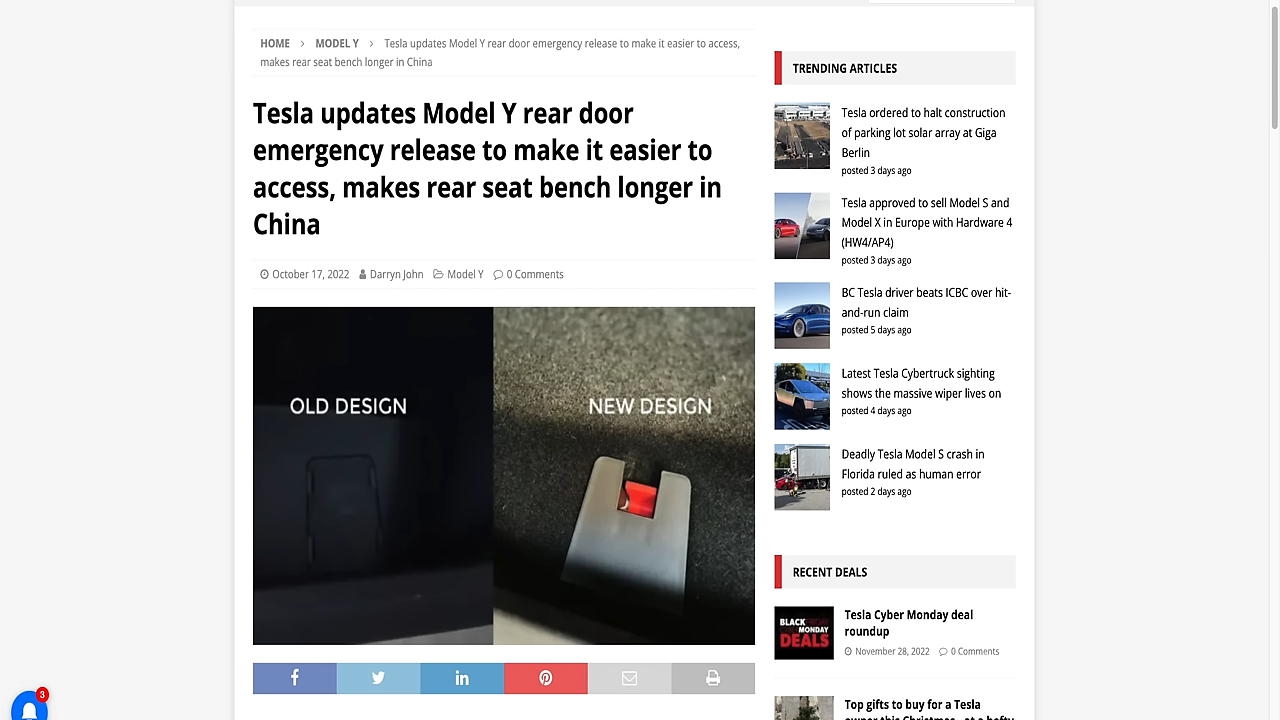 HOME › MODEL Y › Tesla updates Model Y rear door emergency release to make it easier to access,
makes rear seat bench longer in China
Tesla updates Model Y rear door
emergency release to make it easier to
access, makes rear seat bench longer in
China
October 17, 2022 Darryn John Model Y 0 Comments
OLD DESIGN
NEW DESIGN
TRENDING ARTICLES
Tesla ordered to halt construction
of parking lot solar array at Giga
Berlin
posted 3 days ago
Tesla approved to sell Model S and
Model X in Europe with Hardware 4
(HW4/AP4)
posted 3 days ago
BC Tesla driver beats ICBC over hit-
and-run claim
posted 5 days ago
Latest Tesla Cybertruck sighting
shows the massive wiper lives on
posted 4 days ago
Deadly Tesla Model S crash in
Florida ruled as human error
posted 2 days ago
RECENT DEALS
BLACK
MONDAY
DEALS
Tesla Cyber Monday deal
roundup
November 28, 2022 0 Comments
Top gifts to buy for a Tesla
3